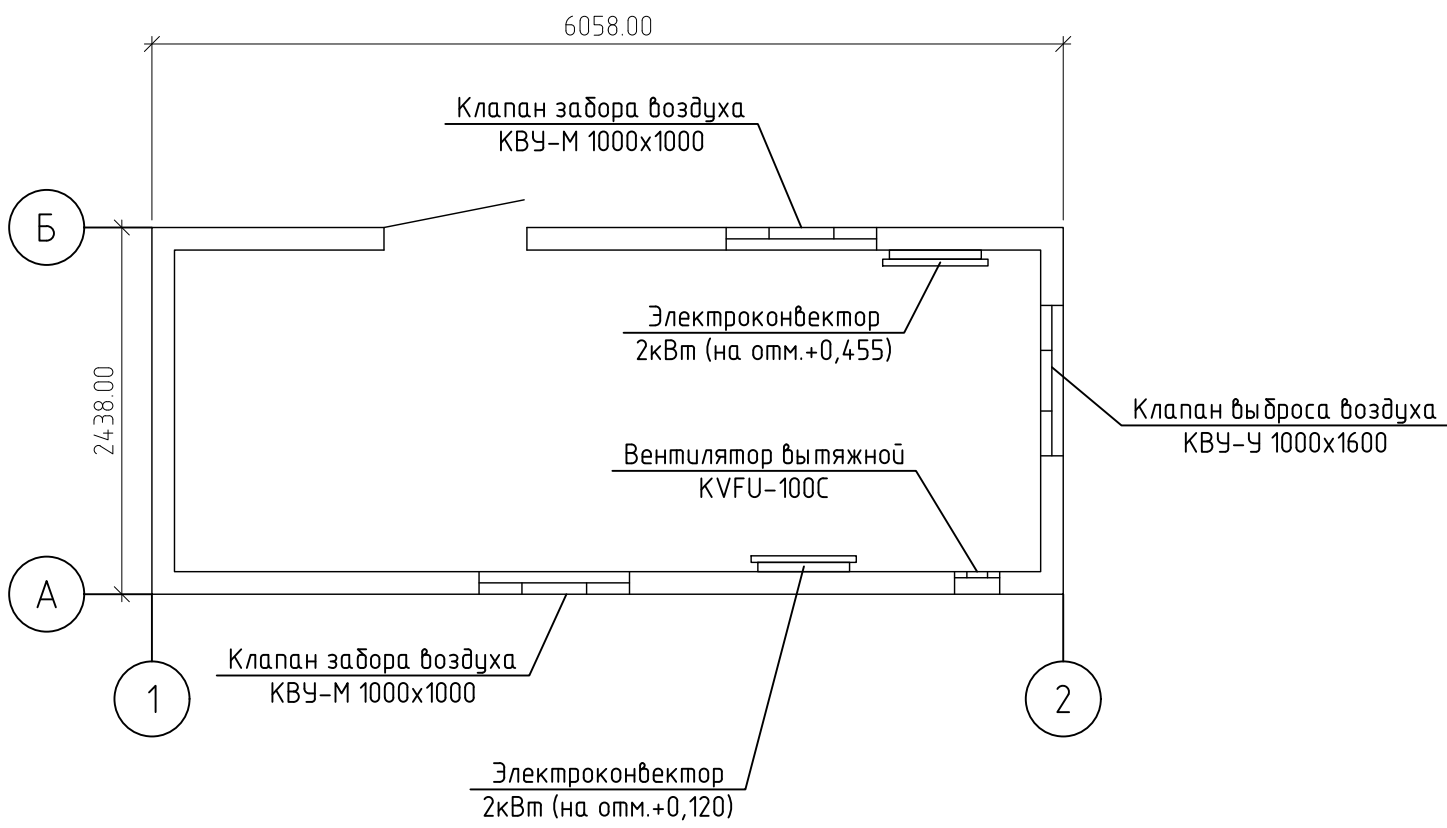 6058.00
Клапан забора воздуха
КВУ-М 1000х1000
Б
Электроконвектор
2кВт (на отм.+0,455)
2438.00
Клапан выброса воздуха
КВУ-У 1000х1600
Вентилятор вытяжной
KVFU-100C
А
Клапан забора воздуха
КВУ-М 1000х1000
1
2
Электроконвектор
2кВт (на отм.+0,120)